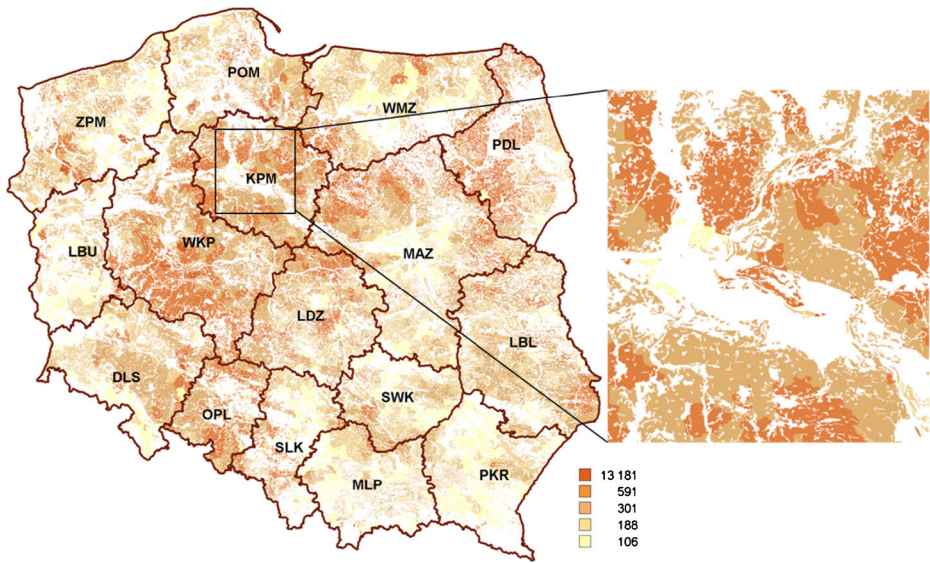 POM
WMZ
ZPM
PDL
KPM
WKP
LBU
MAZ
LDZ
LBL
DLS
SWK
OPL
SLK
PKR
MLP
13 181
591
301
188
106